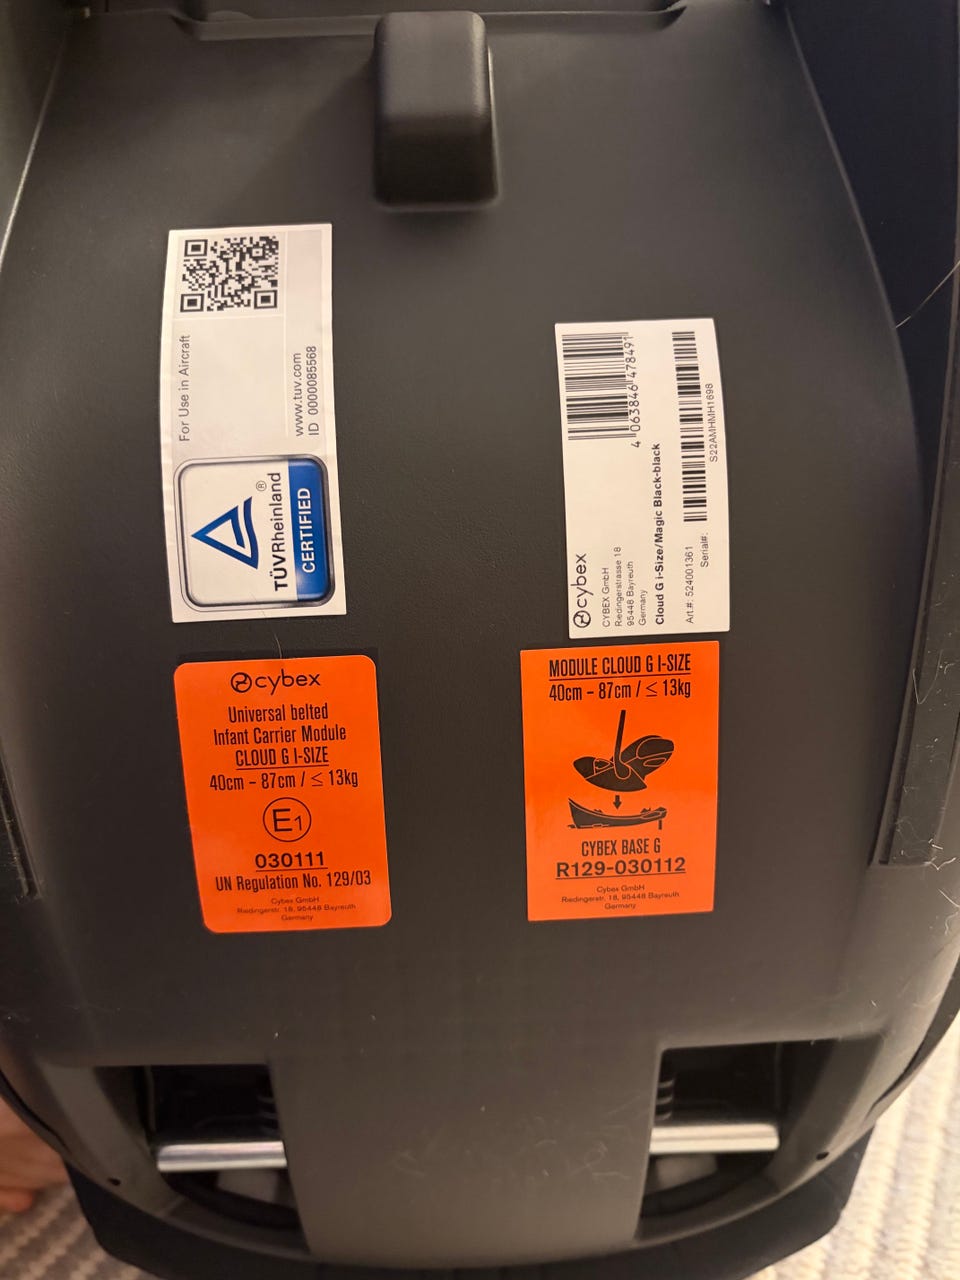 For Use in Aircraft
www.tuv.com
ID 0000085568
TÜVRheinland®
CERTIFIED
4 063846 478491
cybex
CYBEX GmbH
Riedingerstrasse 18
95448 Bayreuth
Germany
Cloud G i-Size/Magic Black-black
Art.#: 524001361
Serial#:
S22AMHMH1698
cybex
Universal belted
Infant Carrier Module
CLOUD G I-SIZE
40cm – 87cm / ≤ 13kg
E1
030111
UN Regulation No. 129/03
Cybex GmbH
Riedingerstr. 18, 95448 Bayreuth
Germany
MODULE CLOUD G I-SIZE
40cm – 87cm / ≤ 13kg
CYBEX BASE G
R129-030112
Cybex GmbH
Riedingerstr. 18, 95448 Bayreuth
Germany